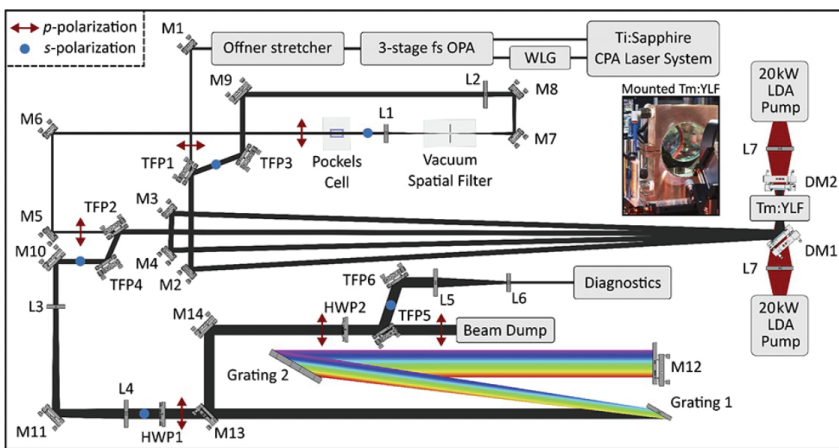 p-polarization
s-polarization
M1
Offner stretcher
3-stage fs OPA
WLG
Ti:Sapphire
CPA Laser System
M9
L2
M8
Mounted Tm:YLF
20kW
LDA
Pump
M6
L1
M7
L7
TFP1
TFP3
Pockels
Cell
Vacuum
Spatial Filter
DM2
M3
TFP2
Tm:YLF
M5
M10
M4
DM1
TFP4
M2
TFP6
L7
L3
M14
HWP2
L5
L6
Diagnostics
TFP5
Beam Dump
20kW
LDA
Pump
Grating 2
M12
L4
Grating 1
M11
HWP1
M13